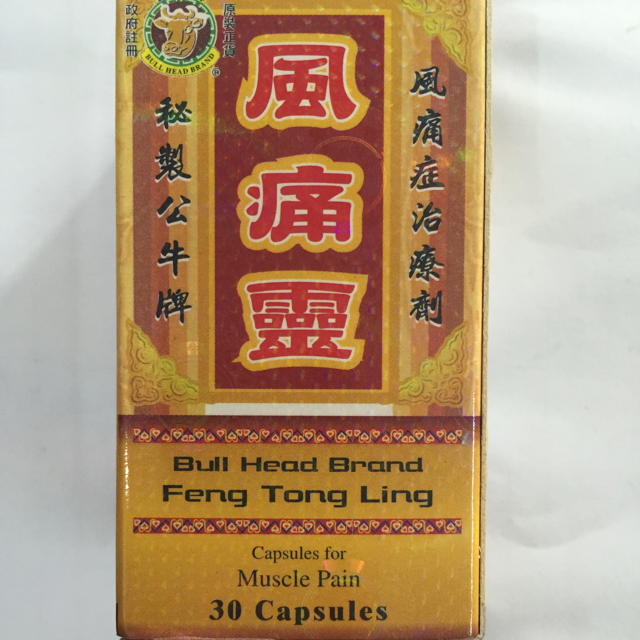 政府註冊
BULL HEAD BRAND
®
原裝正貨
風痛靈
風痛症治療劑
秘製公牛牌
Bull Head Brand
Feng Tong Ling
Capsules for
Muscle Pain
30 Capsules